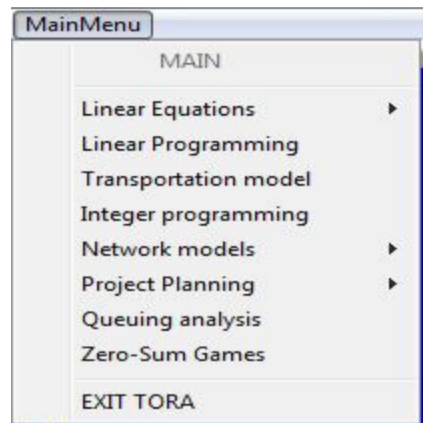 MainMenu
MAIN
Linear Equations
Linear Programming
Transportation model
Integer programming
Network models
Project Planning
Queuing analysis
Zero-Sum Games
EXIT TORA